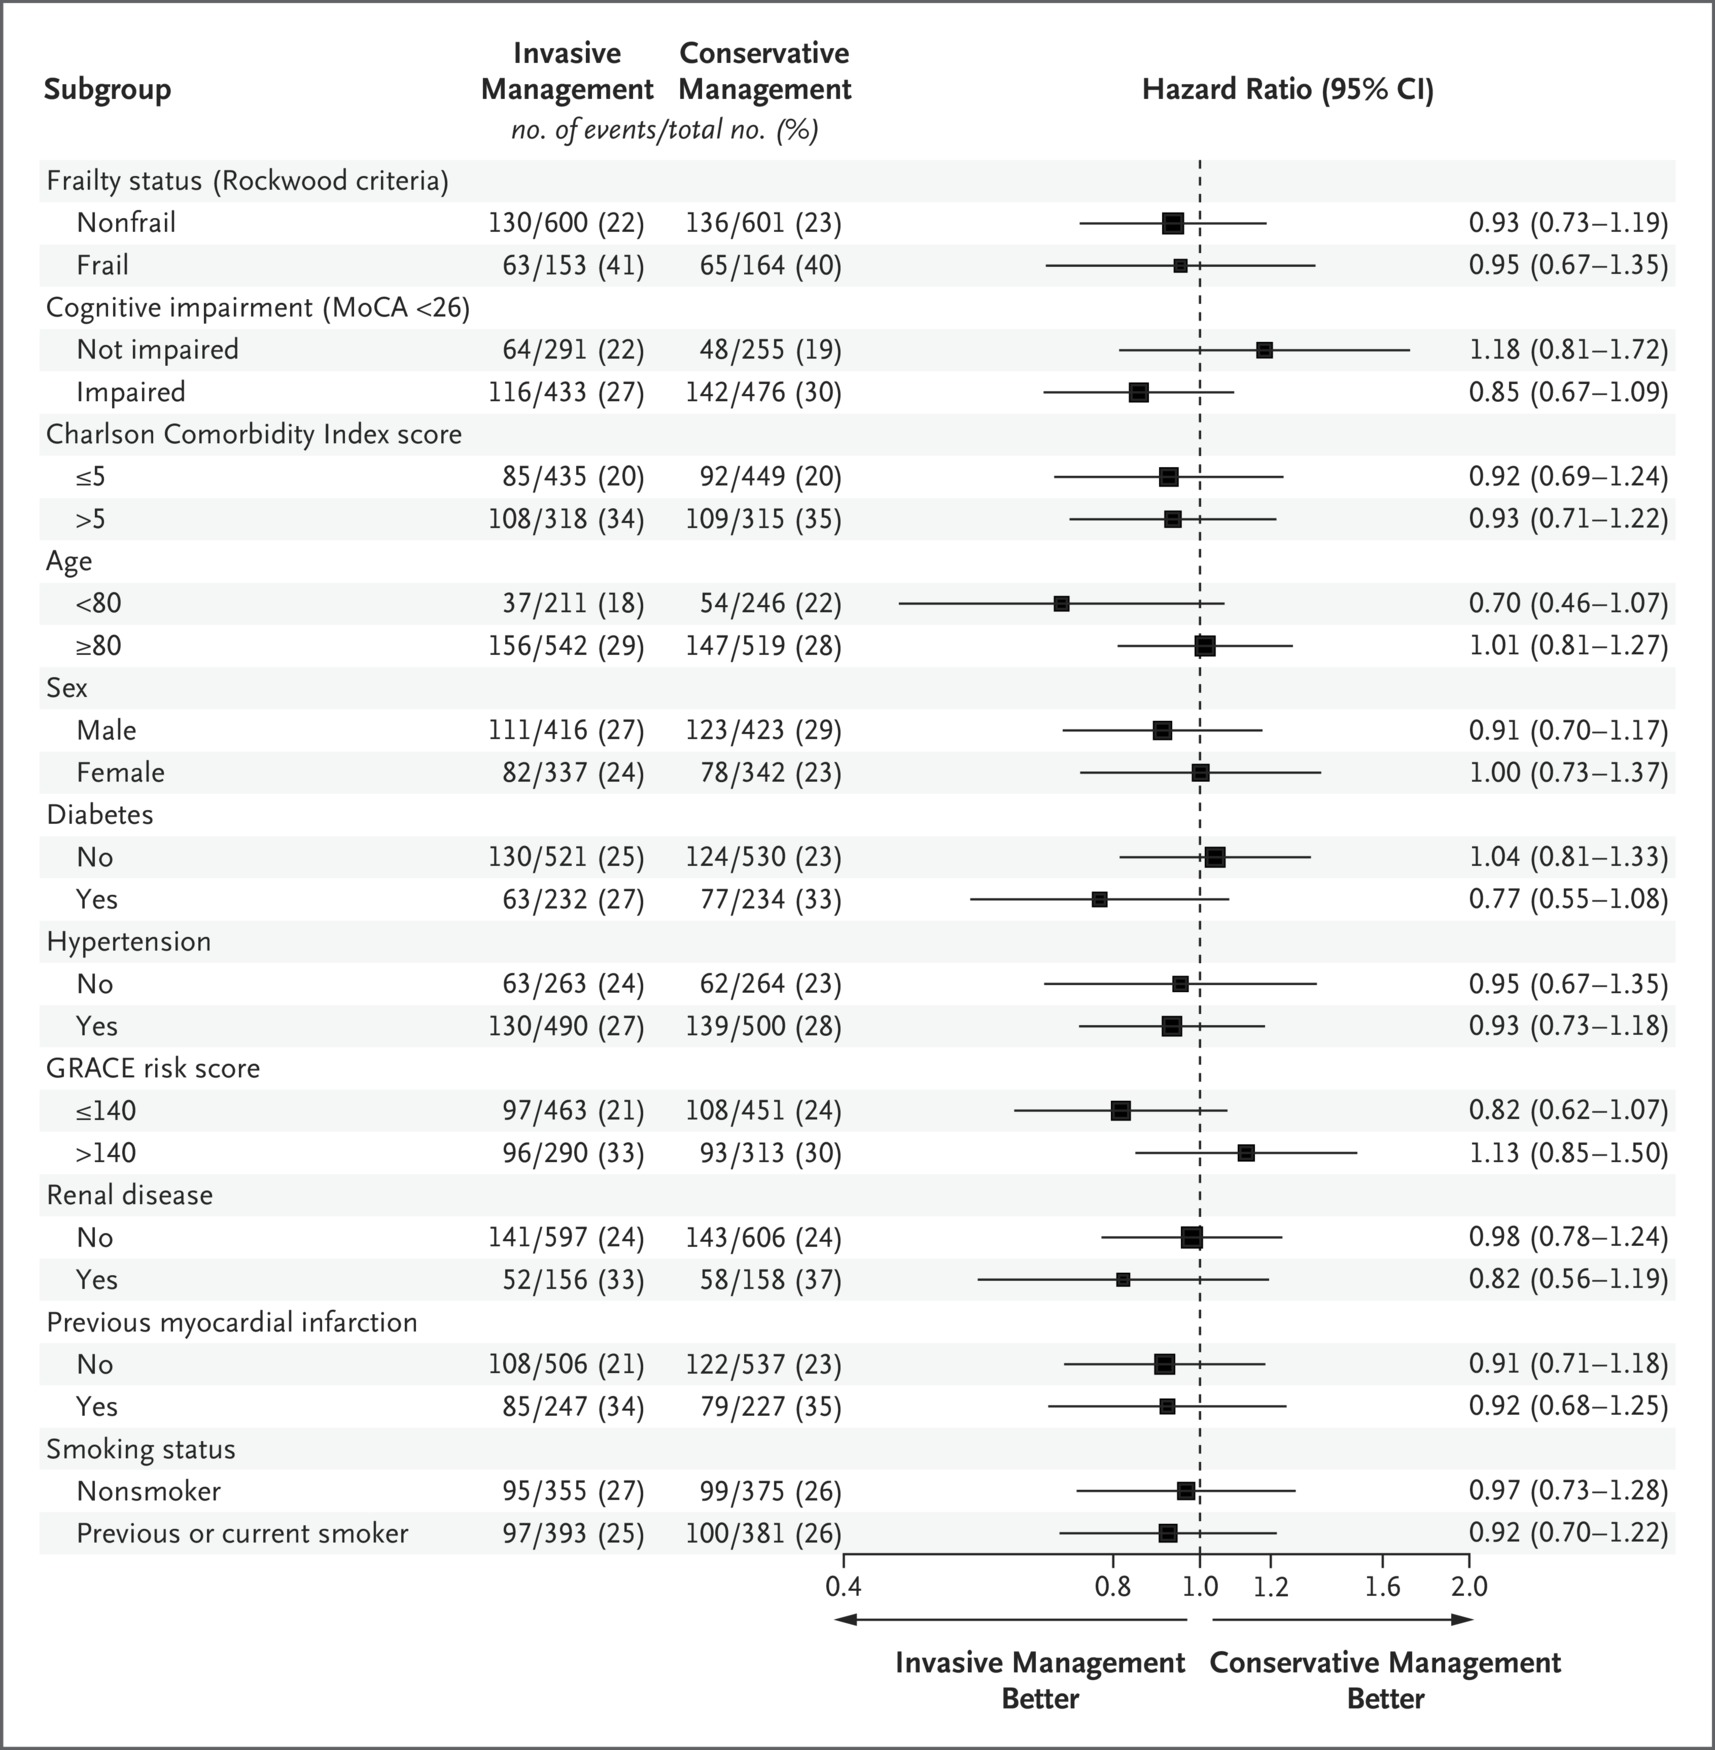 Subgroup Invasive Management Conservative Management Hazard Ratio (95% CI)
no. of events/total no. (%)
Frailty status (Rockwood criteria)
Nonfrail 130/600 (22) 136/601 (23) 0.93 (0.73–1.19)
Frail 63/153 (41) 65/164 (40) 0.95 (0.67–1.35)
Cognitive impairment (MoCA <26)
Not impaired 64/291 (22) 48/255 (19) 1.18 (0.81–1.72)
Impaired 116/433 (27) 142/476 (30) 0.85 (0.67–1.09)
Charlson Comorbidity Index score
≤5 85/435 (20) 92/449 (20) 0.92 (0.69–1.24)
>5 108/318 (34) 109/315 (35) 0.93 (0.71–1.22)
Age
<80 37/211 (18) 54/246 (22) 0.70 (0.46–1.07)
≥80 156/542 (29) 147/519 (28) 1.01 (0.81–1.27)
Sex
Male 111/416 (27) 123/423 (29) 0.91 (0.70–1.17)
Female 82/337 (24) 78/342 (23) 1.00 (0.73–1.37)
Diabetes
No 130/521 (25) 124/530 (23) 1.04 (0.81–1.33)
Yes 63/232 (27) 77/234 (33) 0.77 (0.55–1.08)
Hypertension
No 63/263 (24) 62/264 (23) 0.95 (0.67–1.35)
Yes 130/490 (27) 139/500 (28) 0.93 (0.73–1.18)
GRACE risk score
≤140 97/463 (21) 108/451 (24) 0.82 (0.62–1.07)
>140 96/290 (33) 93/313 (30) 1.13 (0.85–1.50)
Renal disease
No 141/597 (24) 143/606 (24) 0.98 (0.78–1.24)
Yes 52/156 (33) 58/158 (37) 0.82 (0.56–1.19)
Previous myocardial infarction
No 108/506 (21) 122/537 (23) 0.91 (0.71–1.18)
Yes 85/247 (34) 79/227 (35) 0.92 (0.68–1.25)
Smoking status
Nonsmoker 95/355 (27) 99/375 (26) 0.97 (0.73–1.28)
Previous or current smoker 97/393 (25) 100/381 (26) 0.92 (0.70–1.22)
0.4 0.8 1.0 1.2 1.6 2.0
Invasive Management Conservative Management
Better Better